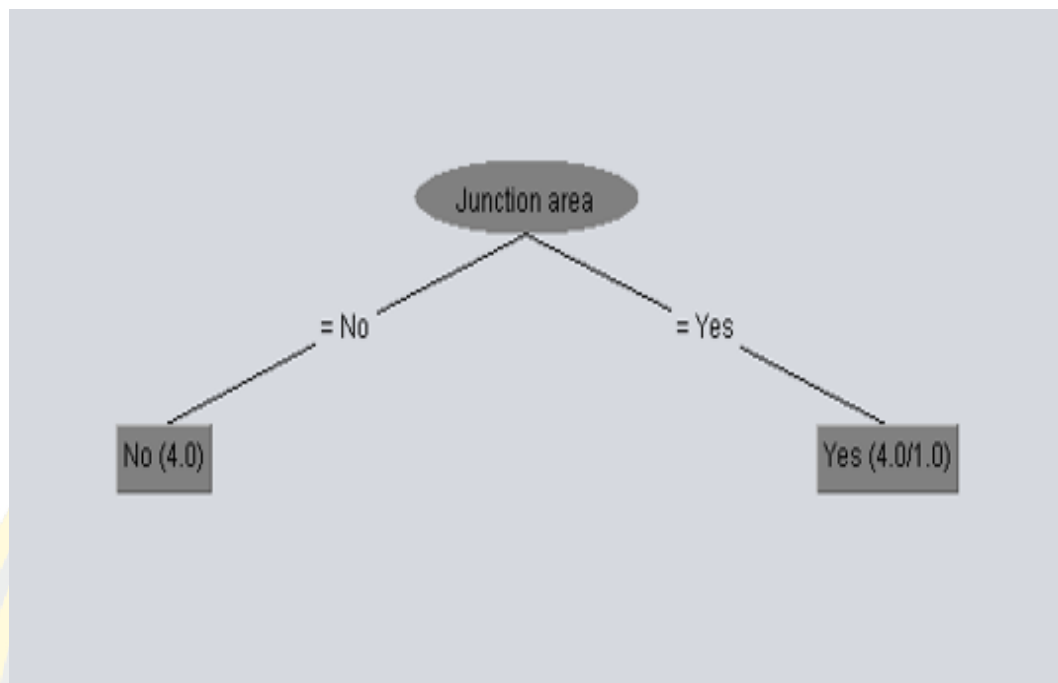 Junction area
= No
= Yes
No (4.0)
Yes (4.0/1.0)